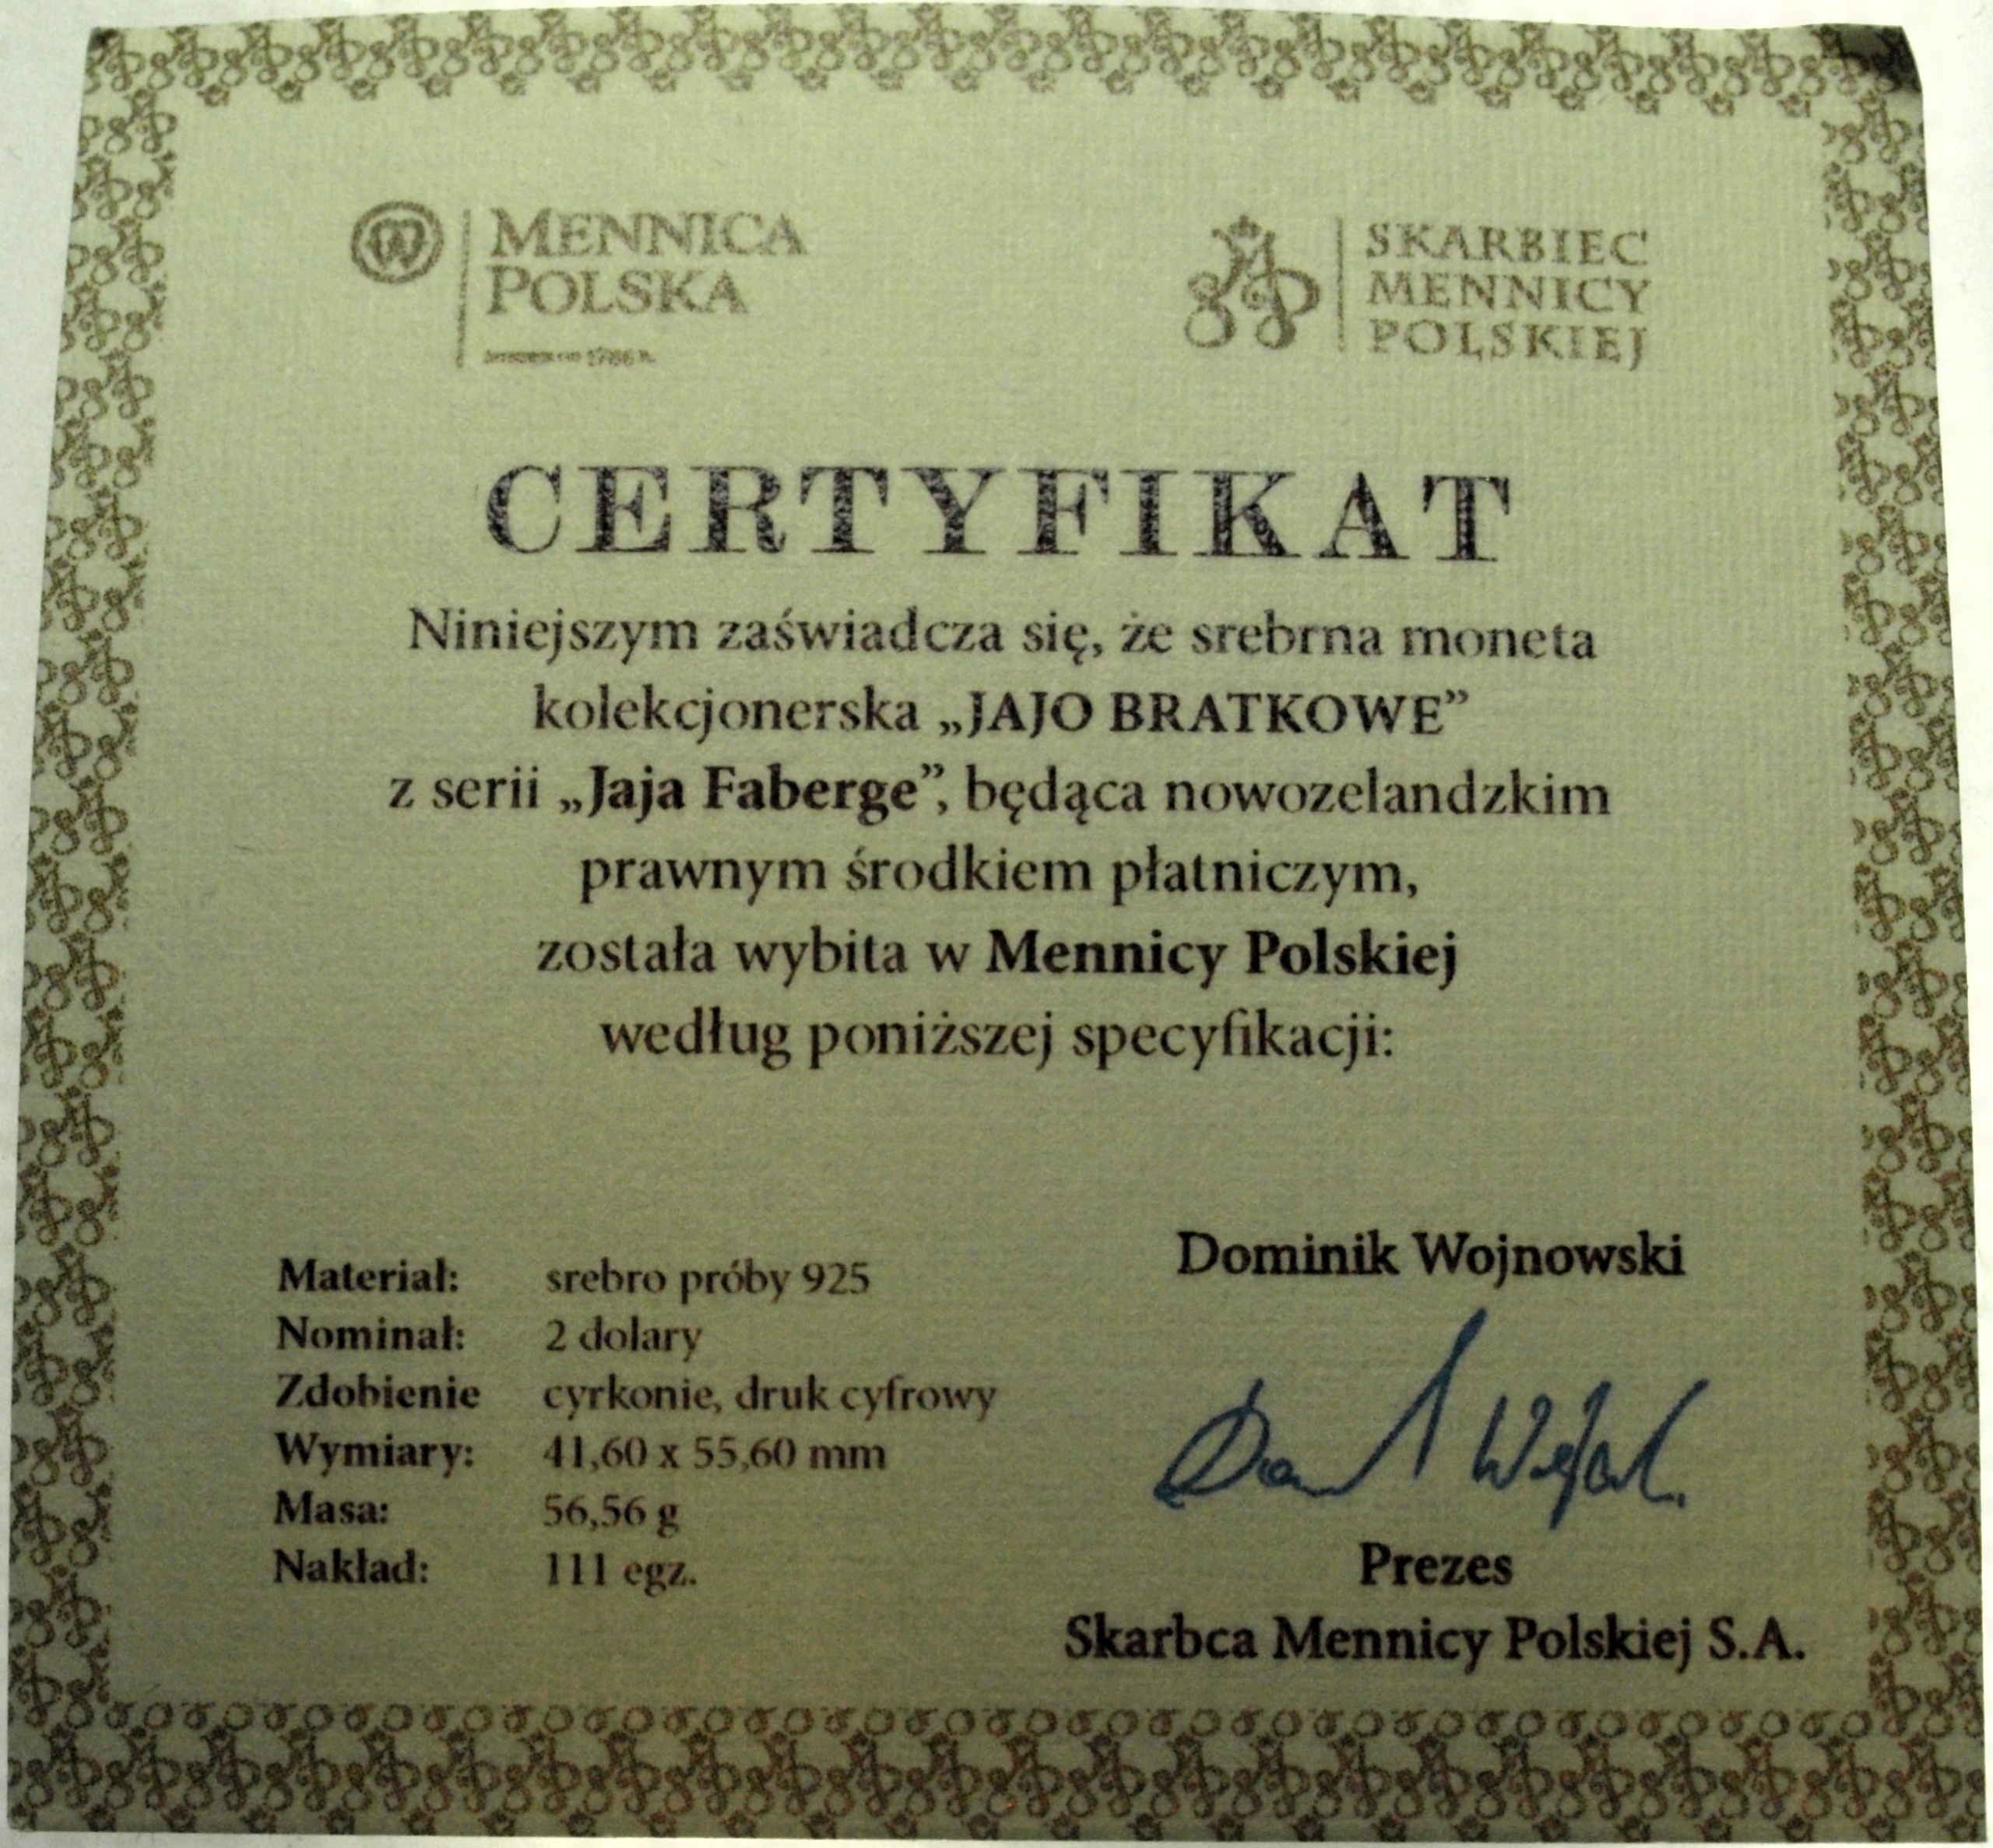 MENNICA
POLSKA
1766 r.
SKARBIEC
MENNICY
POLSKIEJ
CERTYFIKAT
Niniejszym zaświadcza się, że srebrna moneta
kolekcjonerska „JAJO BRATKOWE”
z serii „Jaja Faberge”, będąca nowozelandzkim
prawnym środkiem płatniczym,
została wybita w Mennicy Polskiej
według poniższej specyfikacji:
Materiał: srebro próby 925
Nominał: 2 dolary
Zdobienie cyrkonie, druk cyfrowy
Wymiary: 41,60 x 55,60 mm
Masa: 56,56 g
Nakład: 111 egz.
Dominik Wojnowski
Prezes
Skarbca Mennicy Polskiej S.A.